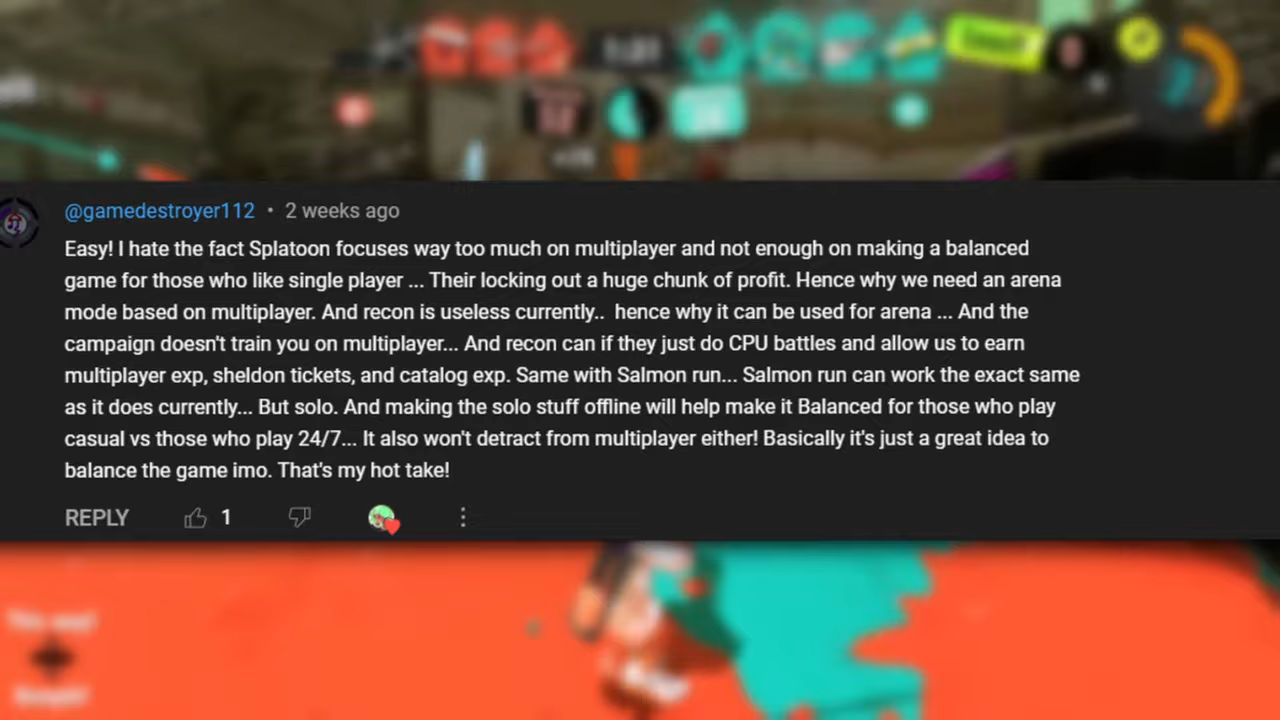 @gamedestroyer112 • 2 weeks ago
Easy! I hate the fact Splatoon focuses way too much on multiplayer and not enough on making a balanced
game for those who like single player ... Their locking out a huge chunk of profit. Hence why we need an arena
mode based on multiplayer. And recon is useless currently.. hence why it can be used for arena ... And the
campaign doesn't train you on multiplayer... And recon can if they just do CPU battles and allow us to earn
multiplayer exp, sheldon tickets, and catalog exp. Same with Salmon run... Salmon run can work the exact same
as it does currently... But solo. And making the solo stuff offline will help make it Balanced for those who play
casual vs those who play 24/7... It also won't detract from multiplayer either! Basically it's just a great idea to
balance the game imo. That's my hot take!
REPLY 1